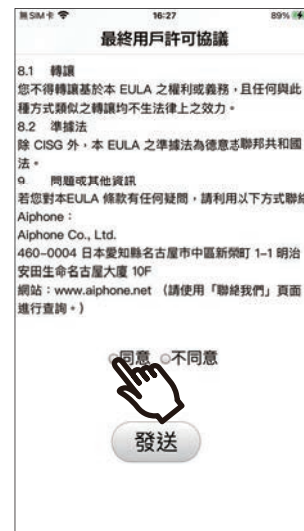 無SIM卡 16:27 89%
最終用戶許可協議
8.1 轉讓
您不得轉讓基於本 EULA 之權利或義務，且任何與此
種方式類似之轉讓均不生法律上之效力。
8.2 準據法
除 CISG 外，本 EULA 之準據法為德意志聯邦共和國
法。
9. 問題或其他資訊
若您對本EULA 條款有任何疑問，請利用以下方式聯絡
Aiphone：
Aiphone Co., Ltd.
460-0004 日本愛知縣名古屋市中區新榮町 1-1 明治
安田生命名古屋大廈 10F
網站：www.aiphone.net （請使用「聯絡我們」頁面
進行查詢。）
同意 不同意
發送